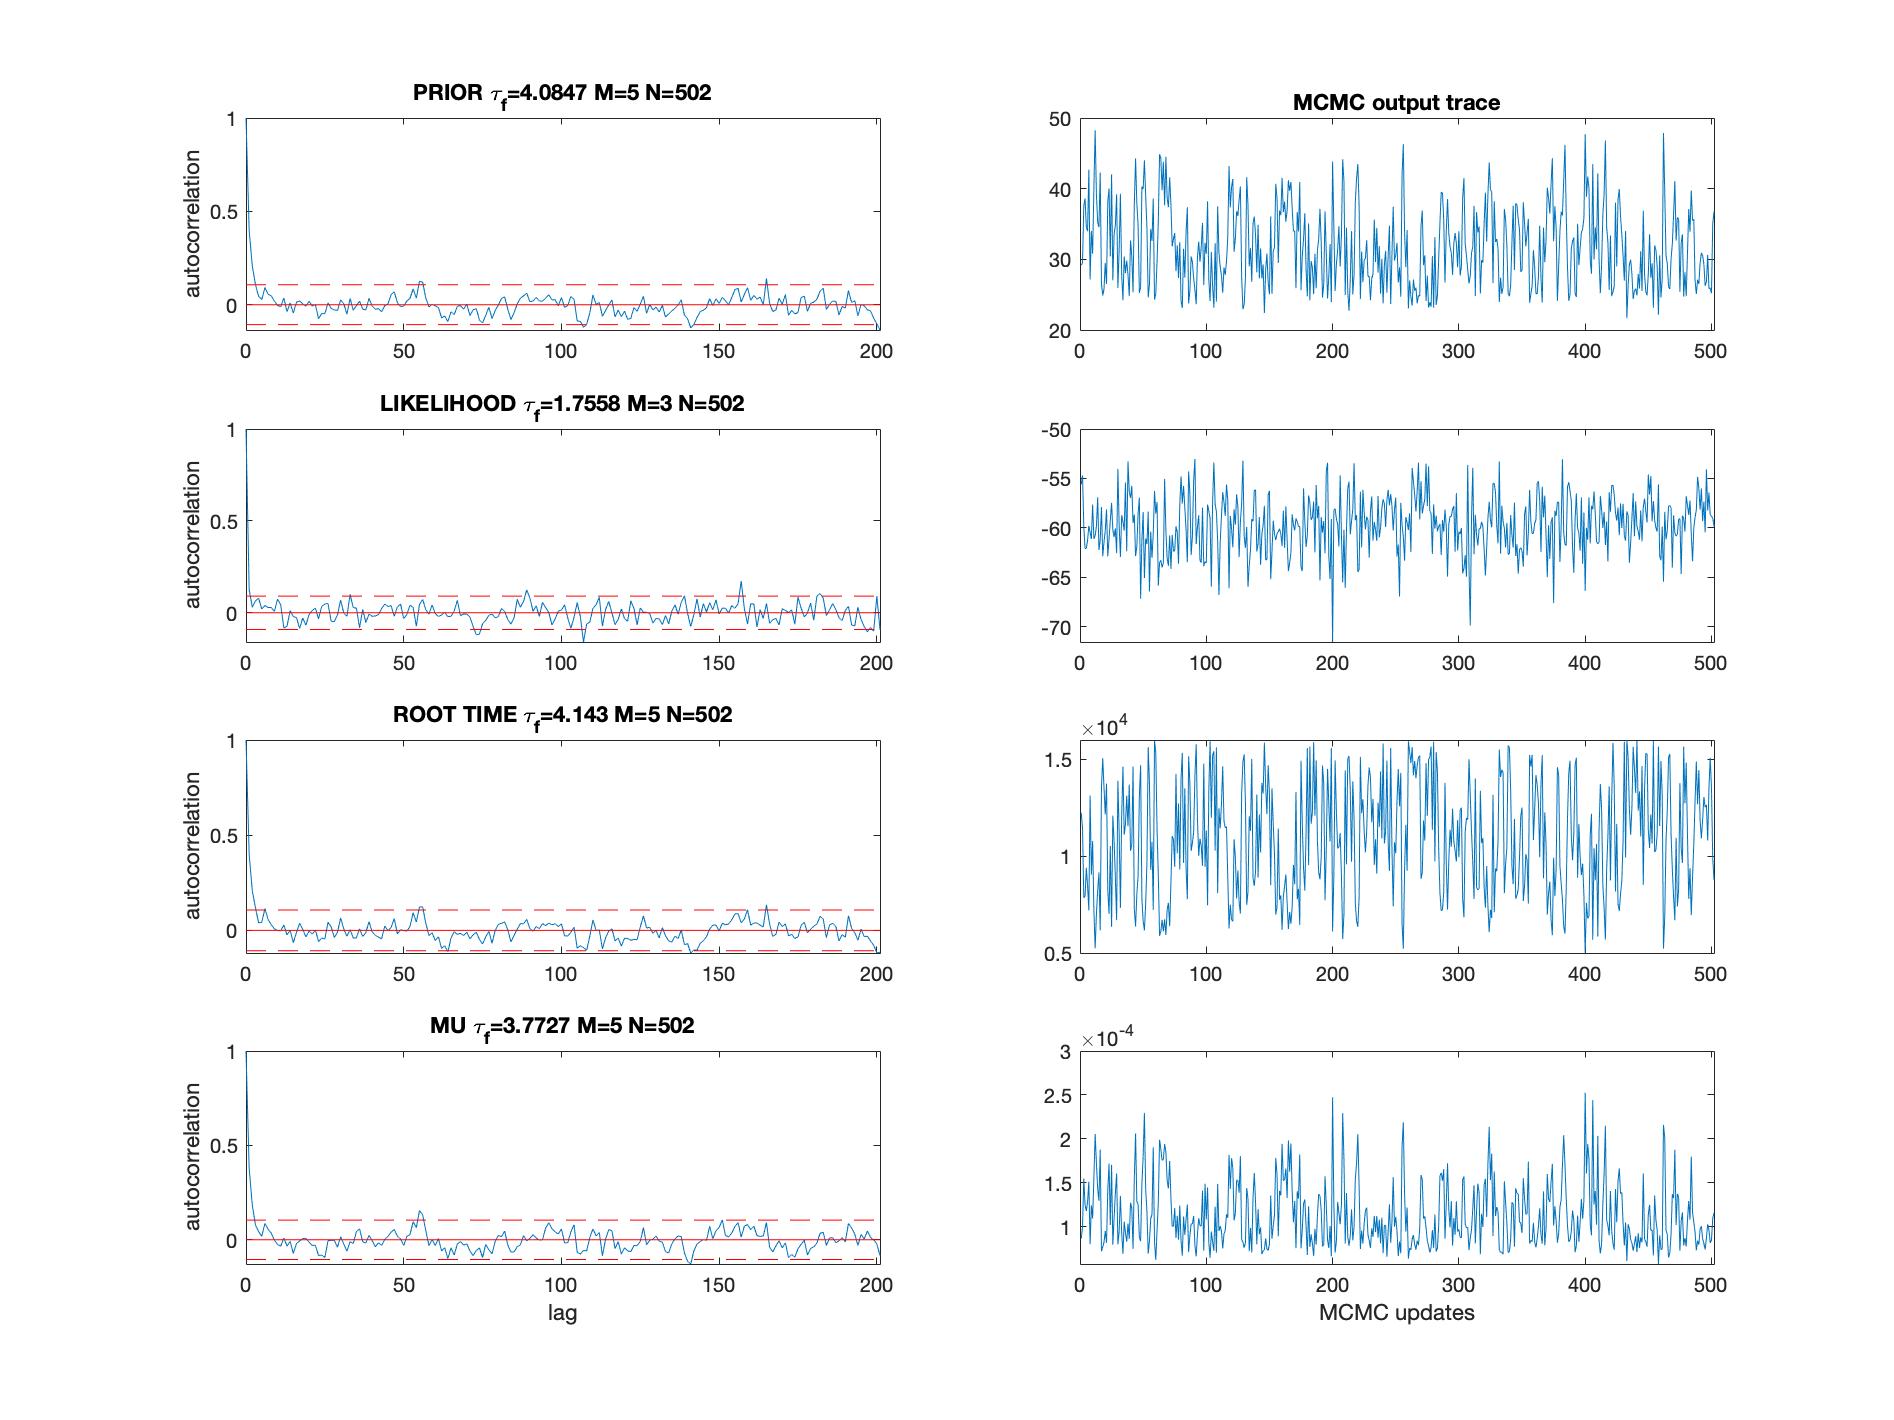 PRIOR τf=4.0847 M=5 N=502
1
0.5
0
autocorrelation
0 50 100 150 200
MCMC output trace
50
40
30
20
0 100 200 300 400 500
LIKELIHOOD τf=1.7558 M=3 N=502
1
0.5
0
autocorrelation
0 50 100 150 200
-50
-55
-60
-65
-70
0 100 200 300 400 500
ROOT TIME τf=4.143 M=5 N=502
1
0.5
0
autocorrelation
0 50 100 150 200
×10^4
1.5
1
0.5
0 100 200 300 400 500
MU τf=3.7727 M=5 N=502
1
0.5
0
autocorrelation
0 50 100 150 200
lag
×10^-4
3
2.5
2
1.5
1
0 100 200 300 400 500
MCMC updates